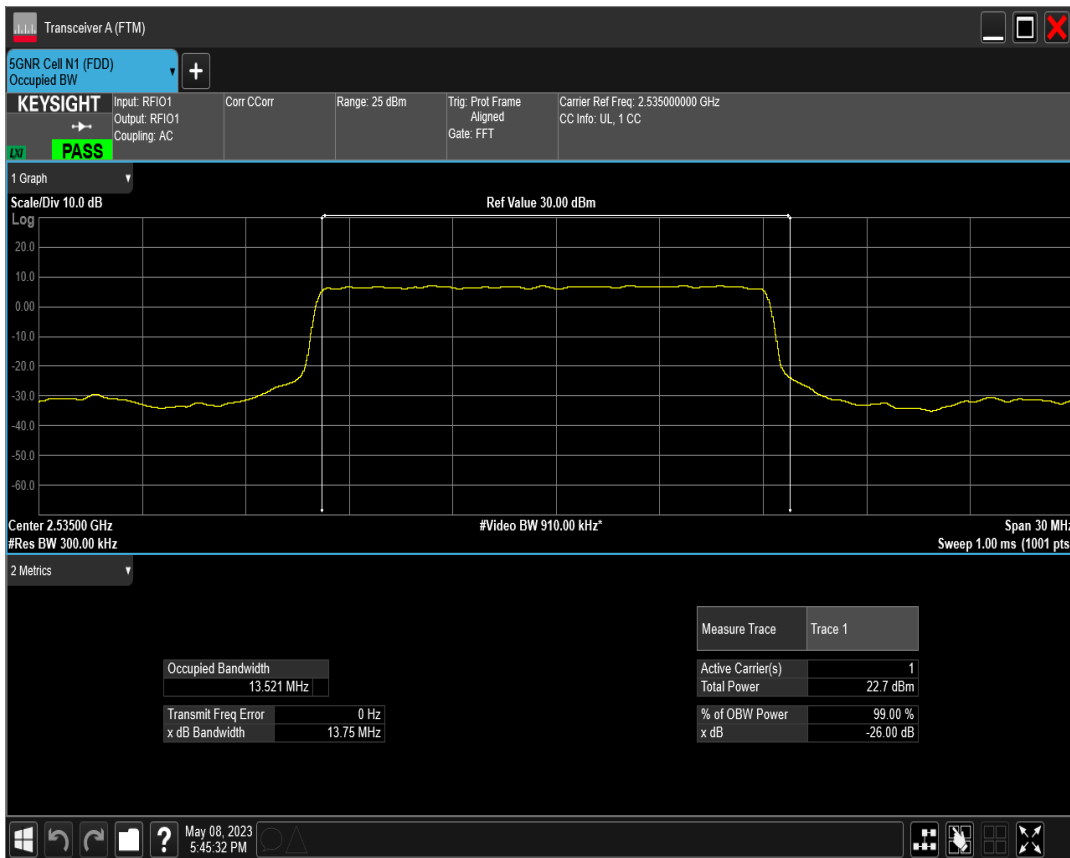 Transceiver A (FTM)
5GNR Cell N1 (FDD)
Occupied BW
+
KEYSIGHT
LXI
PASS
Input: RFIO1
Output: RFIO1
Coupling: AC
Corr CCorr
Range: 25 dBm
Trig: Prot Frame
Aligned
Gate: FFT
Carrier Ref Freq: 2.535000000 GHz
CC Info: UL, 1 CC
1 Graph
Scale/Div 10.0 dB
Ref Value 30.00 dBm
Log
20.0
10.0
0.00
-10.0
-20.0
-30.0
-40.0
-50.0
-60.0
Center 2.53500 GHz
#Video BW 910.00 kHz*
Span 30 MHz
#Res BW 300.00 kHz
Sweep 1.00 ms (1001 pts
2 Metrics
Measure Trace Trace 1
Occupied Bandwidth
13.521 MHz
Active Carrier(s) 1
Total Power 22.7 dBm
Transmit Freq Error 0 Hz
x dB Bandwidth 13.75 MHz
% of OBW Power 99.00 %
x dB -26.00 dB
?
May 08, 2023
5:45:32 PM